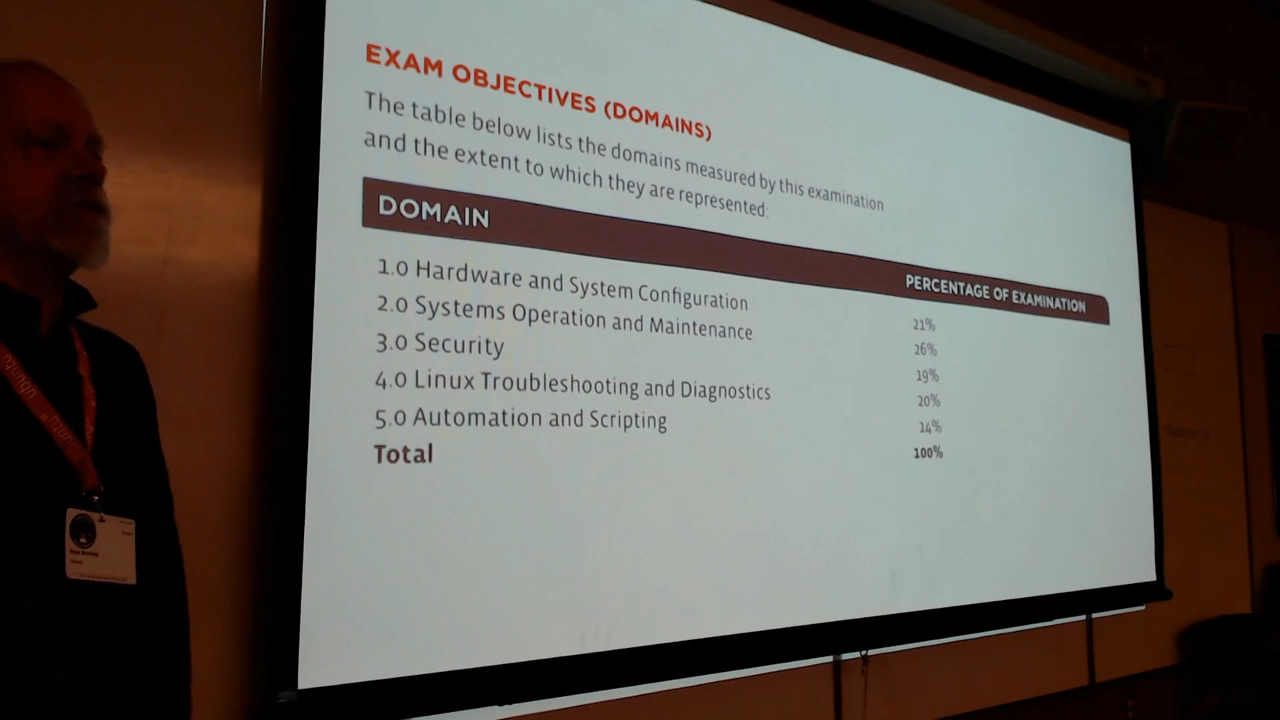 EXAM OBJECTIVES (DOMAINS)
The table below lists the domains measured by this examination
and the extent to which they are represented:
DOMAIN PERCENTAGE OF EXAMINATION
1.0 Hardware and System Configuration 21%
2.0 Systems Operation and Maintenance 26%
3.0 Security 19%
4.0 Linux Troubleshooting and Diagnostics 20%
5.0 Automation and Scripting 14%
Total 100%
ubuntu
ubuntu